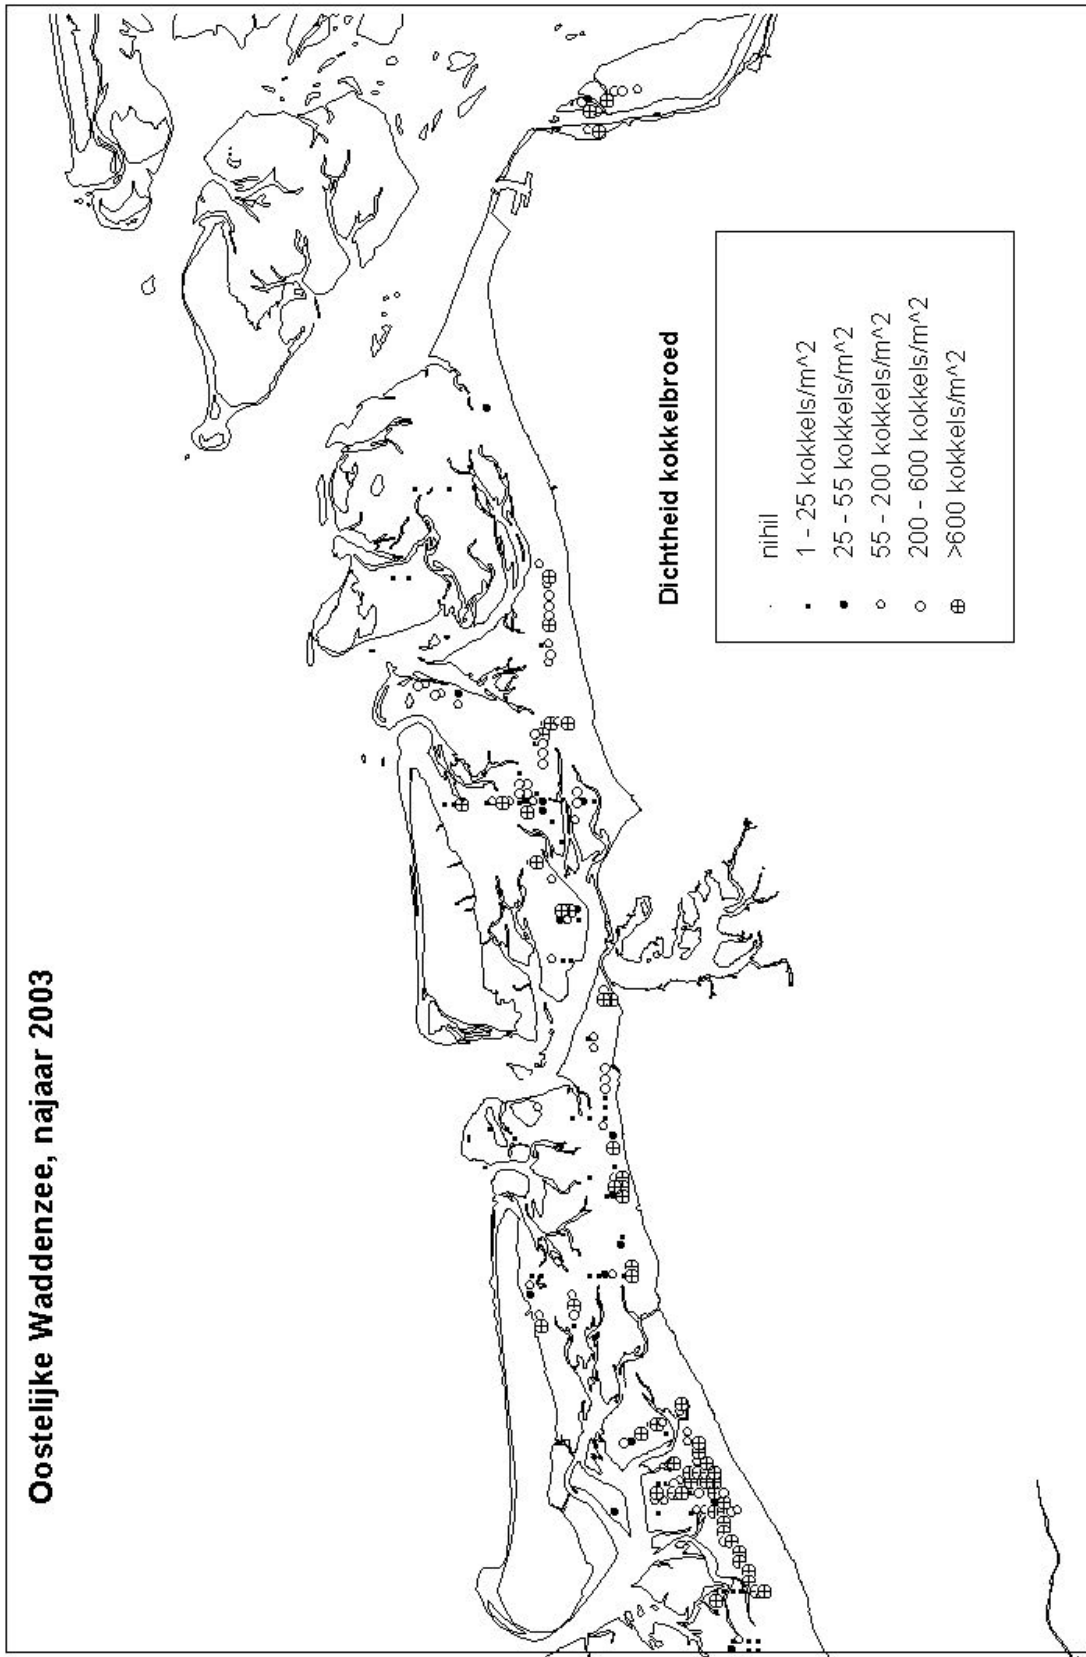 Oostelijke Waddenzee, najaar 2003
Dichtheid kokkelbroed
nihil
1 - 25 kokkels/m^2
25 - 55 kokkels/m^2
55 - 200 kokkels/m^2
200 - 600 kokkels/m^2
>600 kokkels/m^2